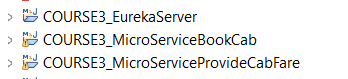 COURSE3_EurekaServer
COURSE3_MicroServiceBookCab
COURSE3_MicroServiceProvideCabFare